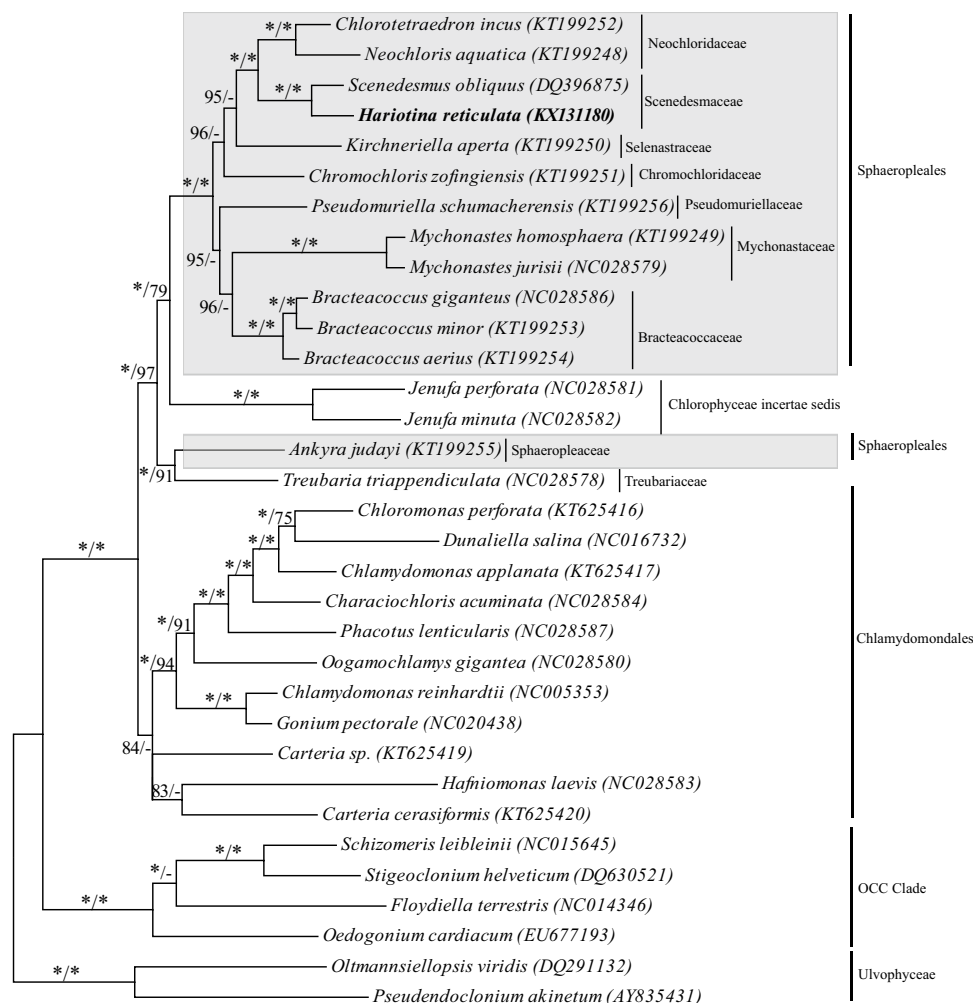 */*
Chlorotetraedron incus (KT199252)
Neochloris aquatica (KT199248)
Neochloridaceae
*/*
*/*
Scenedesmus obliquus (DQ396875)
Hariotina reticulata (KX131180)
Scenedesmaceae
95/-
Kirchneriella aperta (KT199250)
Selenastraceae
96/-
Chromochloris zofingiensis (KT199251)
Chromochloridaceae
Sphaeropleales
*/*
Pseudomuriella schumacherensis (KT199256)
Pseudomuriellaceae
95/-
*/*
Mychonastes homosphaera (KT199249)
Mychonastes jurisii (NC028579)
Mychonastaceae
96/-
*/*
*/*
Bracteacoccus giganteus (NC028586)
Bracteacoccus minor (KT199253)
Bracteacoccus aerius (KT199254)
Bracteacoccaceae
*/79
*/97
*/*
Jenufa perforata (NC028581)
Jenufa minuta (NC028582)
Chlorophyceae incertae sedis
*/91
Ankyra judayi (KT199255)
Sphaeropleaceae
Sphaeropleales
Treubaria triappendiculata (NC028578)
Treubariaceae
*/*
*/75
Chloromonas perforata (KT625416)
Dunaliella salina (NC016732)
*/*
Chlamydomonas applanata (KT625417)
*/*
Characiochloris acuminata (NC028584)
*/*
Phacotus lenticularis (NC028587)
Chlamydomondales
*/91
Oogamochlamys gigantea (NC028580)
*/94
*/*
Chlamydomonas reinhardtii (NC005353)
Gonium pectorale (NC020438)
84/-
Carteria sp. (KT625419)
83/-
Hafniomonas laevis (NC028583)
Carteria cerasiformis (KT625420)
*/*
*/-
*/*
Schizomeris leibleinii (NC015645)
Stigeoclonium helveticum (DQ630521)
Floydiella terrestris (NC014346)
Oedogonium cardiacum (EU677193)
OCC Clade
*/*
Oltmannsiellopsis viridis (DQ291132)
Pseudendoclonium akinetum (AY835431)
Ulvophyceae